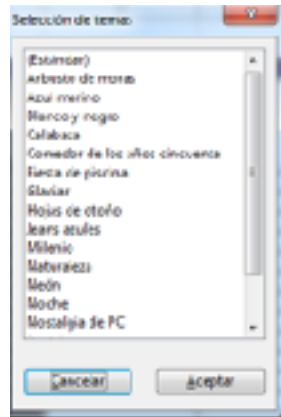 Selección de temas
(Estándar)
Arbusto de moras
Azul marino
Blanco y negro
Calabaza
Comedor de los años cincuenta
Fiesta de piscina
Glaciar
Hojas de otoño
Jeans azules
Milenio
Naturaleza
Neón
Noche
Nostalgia de PC
Cancelar
Aceptar